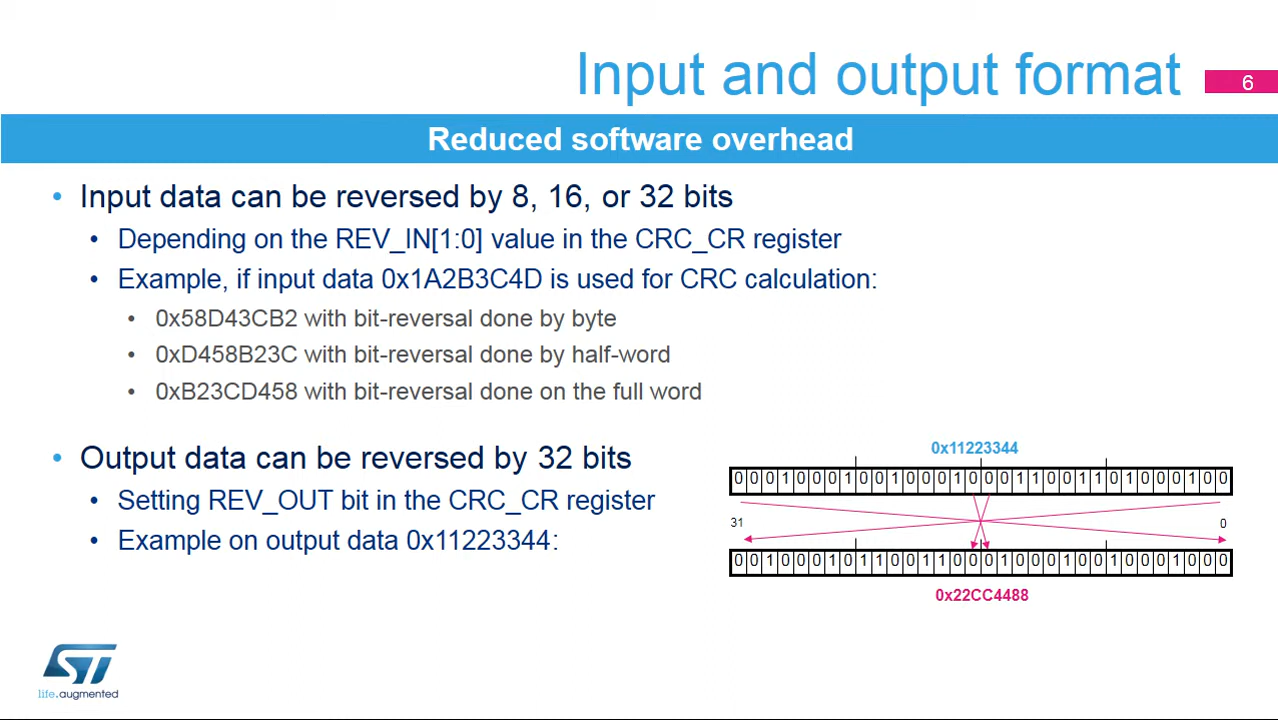 Input and output format
6
Reduced software overhead
• Input data can be reversed by 8, 16, or 32 bits
• Depending on the REV_IN[1:0] value in the CRC_CR register
• Example, if input data 0x1A2B3C4D is used for CRC calculation:
• 0x58D43CB2 with bit-reversal done by byte
• 0xD458B23C with bit-reversal done by half-word
• 0xB23CD458 with bit-reversal done on the full word
• Output data can be reversed by 32 bits
• Setting REV_OUT bit in the CRC_CR register
• Example on output data 0x11223344:
0x11223344
0 0 0 1 0 0 0 1 0 0 1 0 0 0 1 0 0 0 1 1 0 0 1 1 0 1 0 0 0 1 0 0
31 0
0 0 1 0 0 0 1 0 1 1 0 0 1 1 0 0 0 1 0 0 0 1 0 0 1 0 0 0 1 0 0 0
0x22CC4488
ST
life.augmented